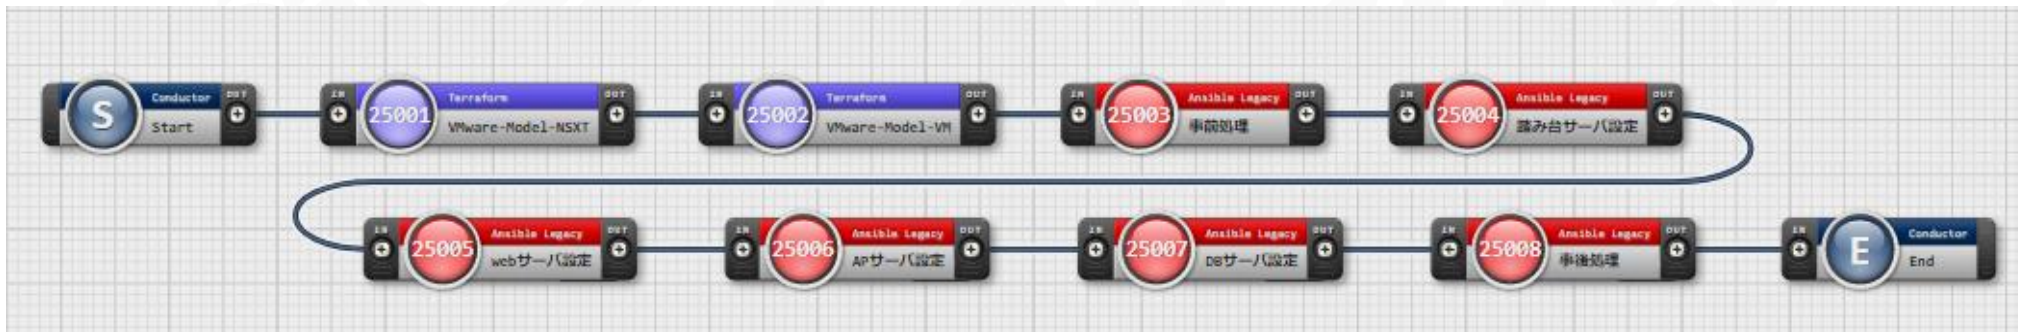 S
Conductor
OUT
Start
IN
25001
Terraform
OUT
VMware-Model-NSXT
IN
25002
Terraform
OUT
VMware-Model-VM
IN
25003
Ansible Legacy
OUT
事前処理
IN
25004
Ansible Legacy
OUT
踏み台サーバ設定
IN
25005
Ansible Legacy
OUT
webサーバ設定
IN
25006
Ansible Legacy
OUT
APサーバ設定
IN
25007
Ansible Legacy
OUT
DBサーバ設定
IN
25008
Ansible Legacy
OUT
事後処理
IN
E
Conductor
End